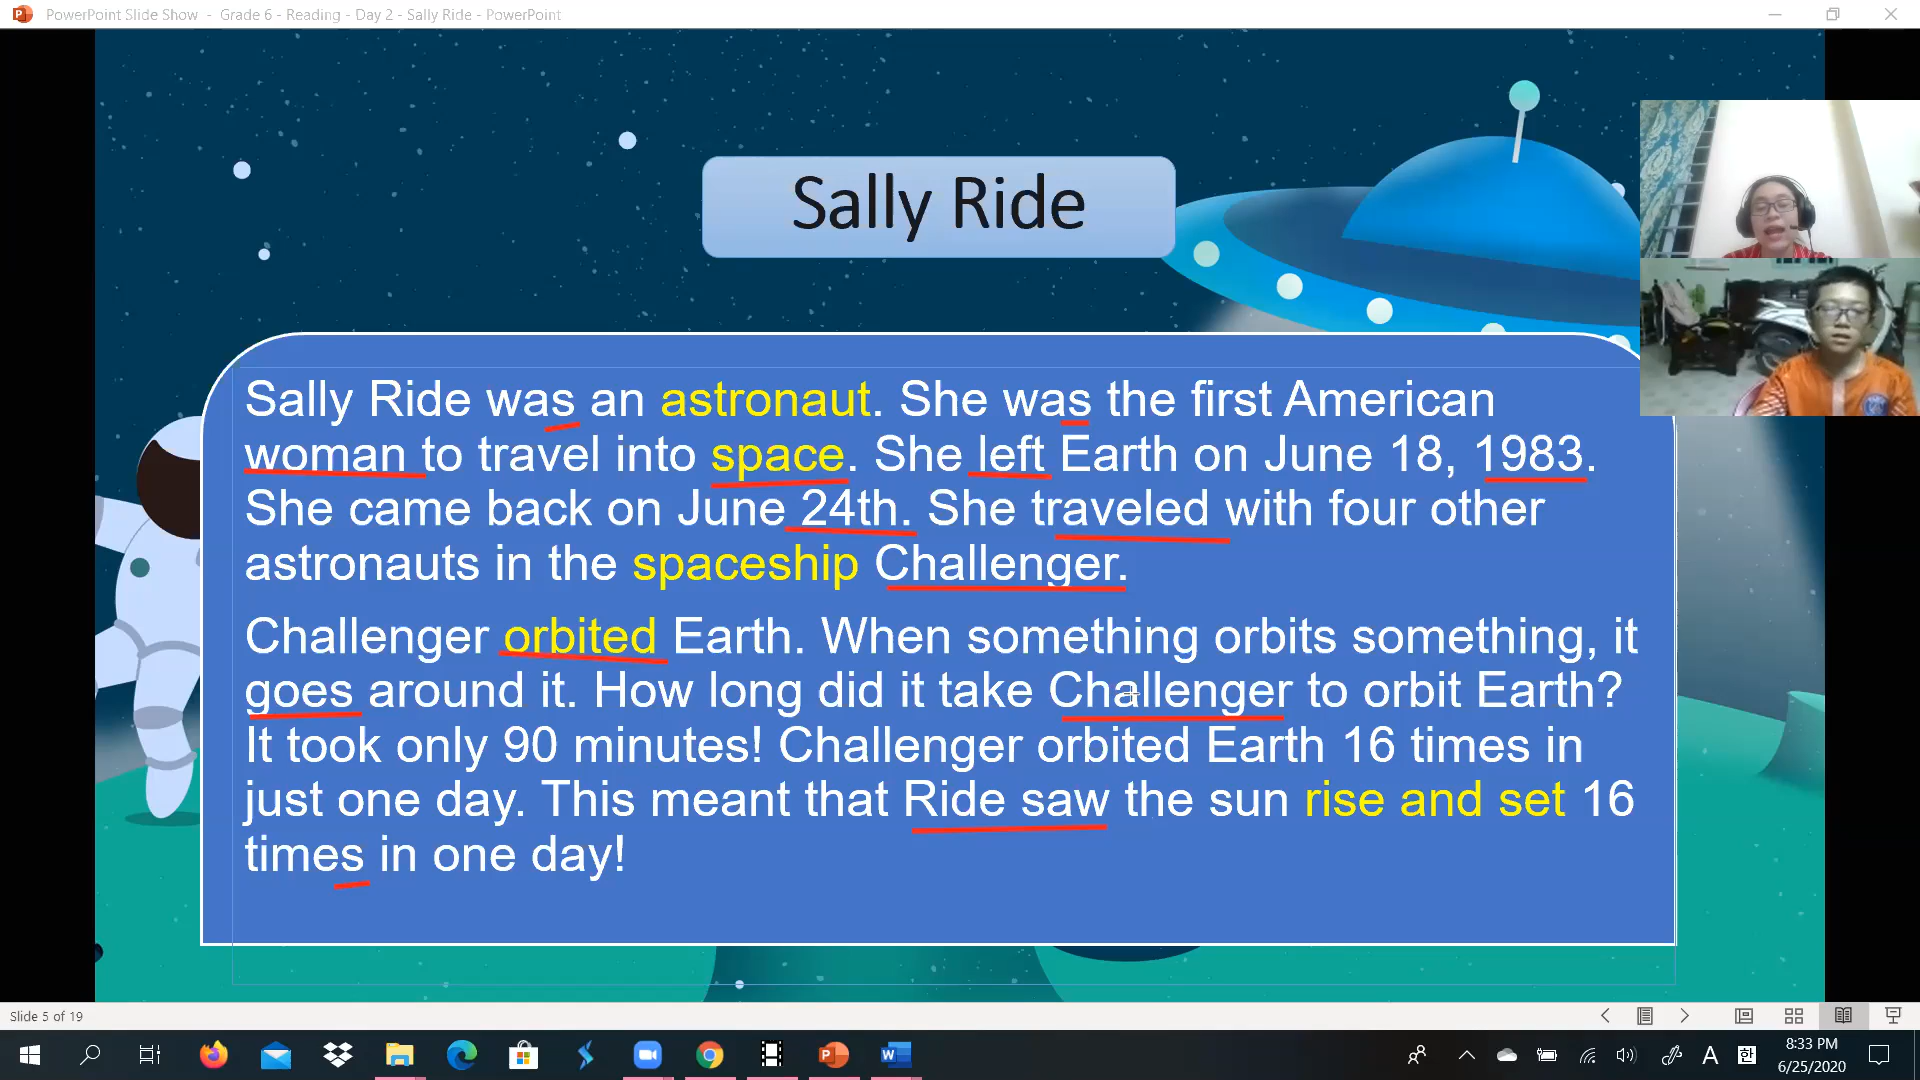 PowerPoint Slide Show - Grade 6 - Reading - Day 2 - Sally Ride - PowerPoint
Sally Ride
Sally Ride was an astronaut. She was the first American
woman to travel into space. She left Earth on June 18, 1983.
She came back on June 24th. She traveled with four other
astronauts in the spaceship Challenger.
Challenger orbited Earth. When something orbits something, it
goes around it. How long did it take Challenger to orbit Earth?
It took only 90 minutes! Challenger orbited Earth 16 times in
just one day. This meant that Ride saw the sun rise and set 16
times in one day!
Slide 5 of 19
A 한
8:33 PM
6/25/2020